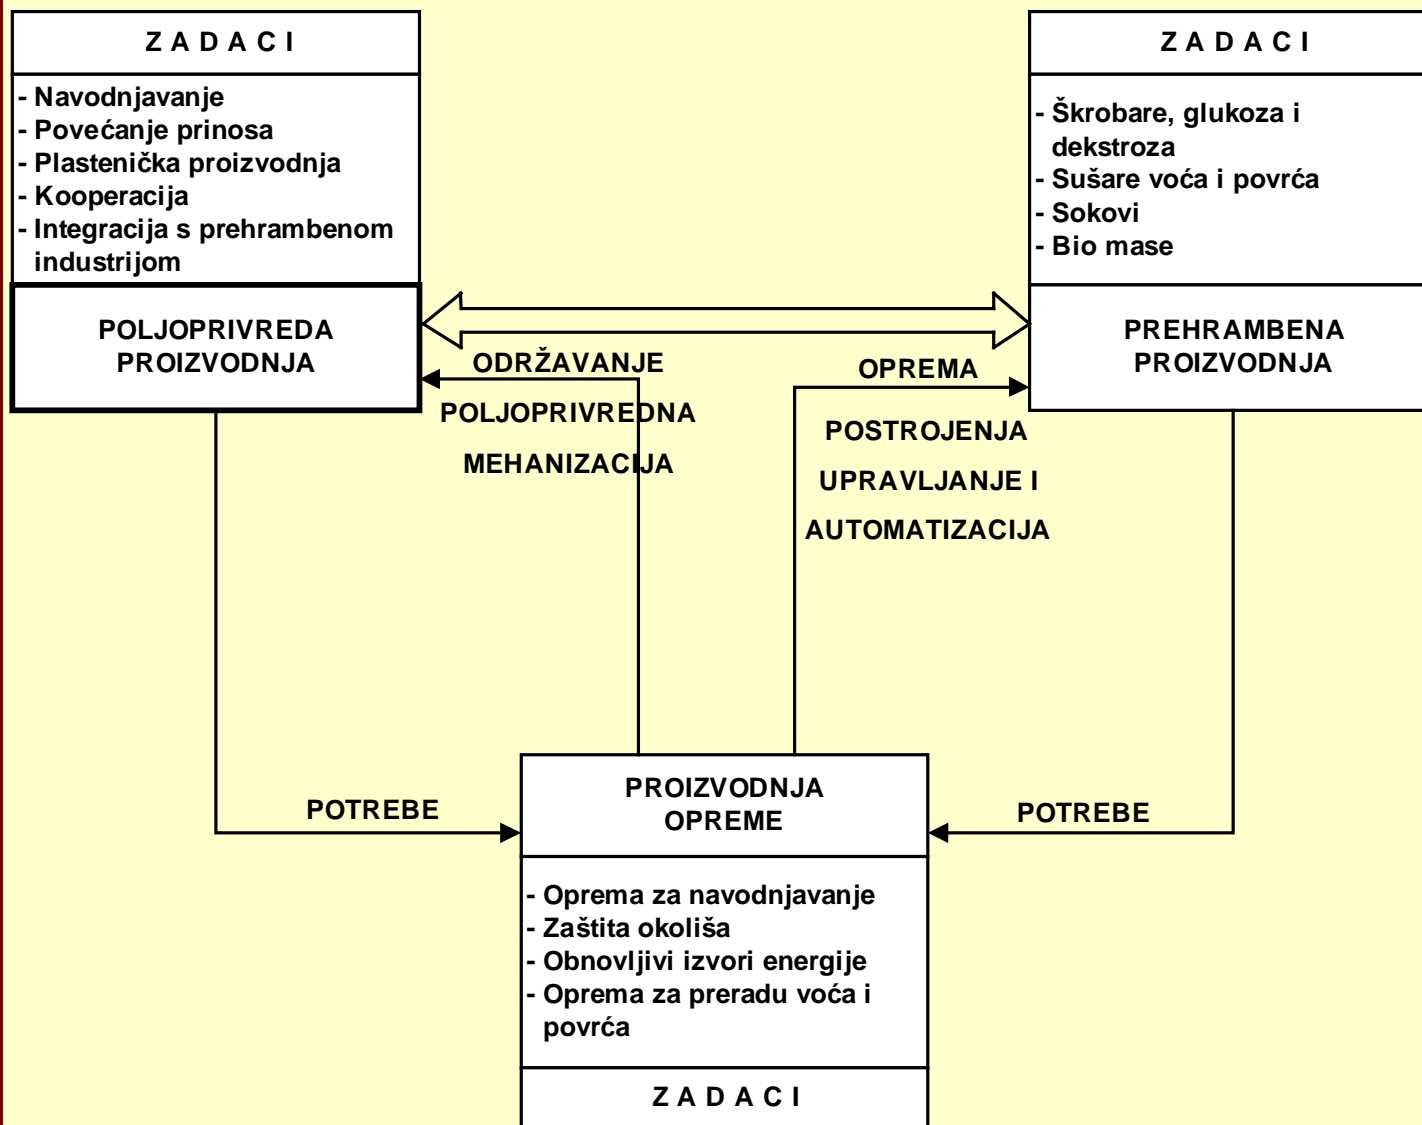 Z A D A C I
- Navodnjavanje
- Povećanje prinosa
- Plastenička proizvodnja
- Kooperacija
- Integracija s prehrambenom
industrijom
POLJOPRIVREDA
PROIZVODNJA
Z A D A C I
- Škrobare, glukoza i
dekstroza
- Sušare voća i povrća
- Sokovi
- Bio mase
PREHRAMBENA
PROIZVODNJA
ODRŽAVANJE
POLJOPRIVREDNA
MEHANIZACIJA
OPREMA
POSTROJENJA
UPRAVLJANJE I
AUTOMATIZACIJA
POTREBE
PROIZVODNJA
OPREME
POTREBE
- Oprema za navodnjavanje
- Zaštita okoliša
- Obnovljivi izvori energije
- Oprema za preradu voća i
povrća
Z A D A C I